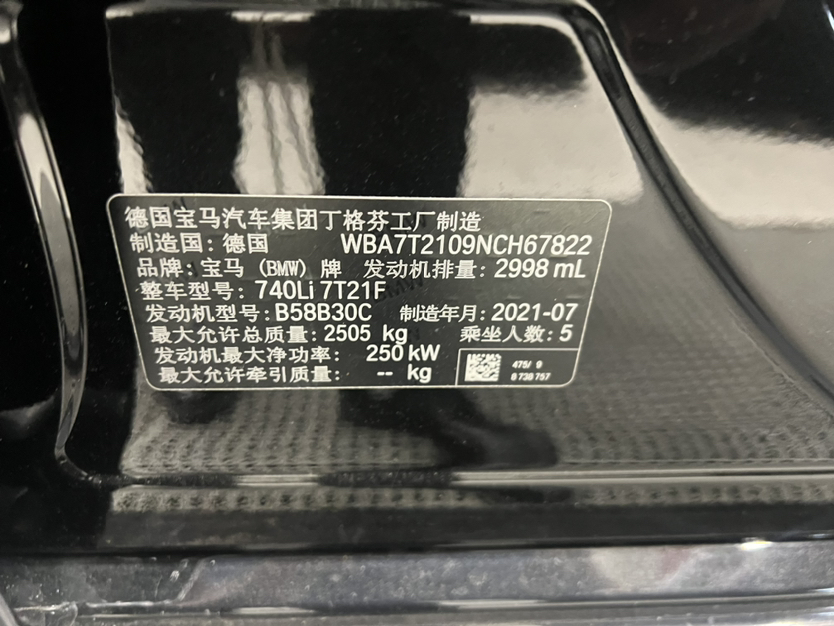 德国宝马汽车集团丁格芬工厂制造
制造国：德国 WBA7T2109NCH67822
品牌：宝马 (BMW) 牌 发动机排量：2998 mL
整车型号：740Li 7T21F
发动机型号：B58B30C 制造年月：2021-07
最大允许总质量：2505 kg 乘坐人数：5
发动机最大净功率： 250 kW
最大允许牵引质量： -- kg
475/ 9
8 738 757